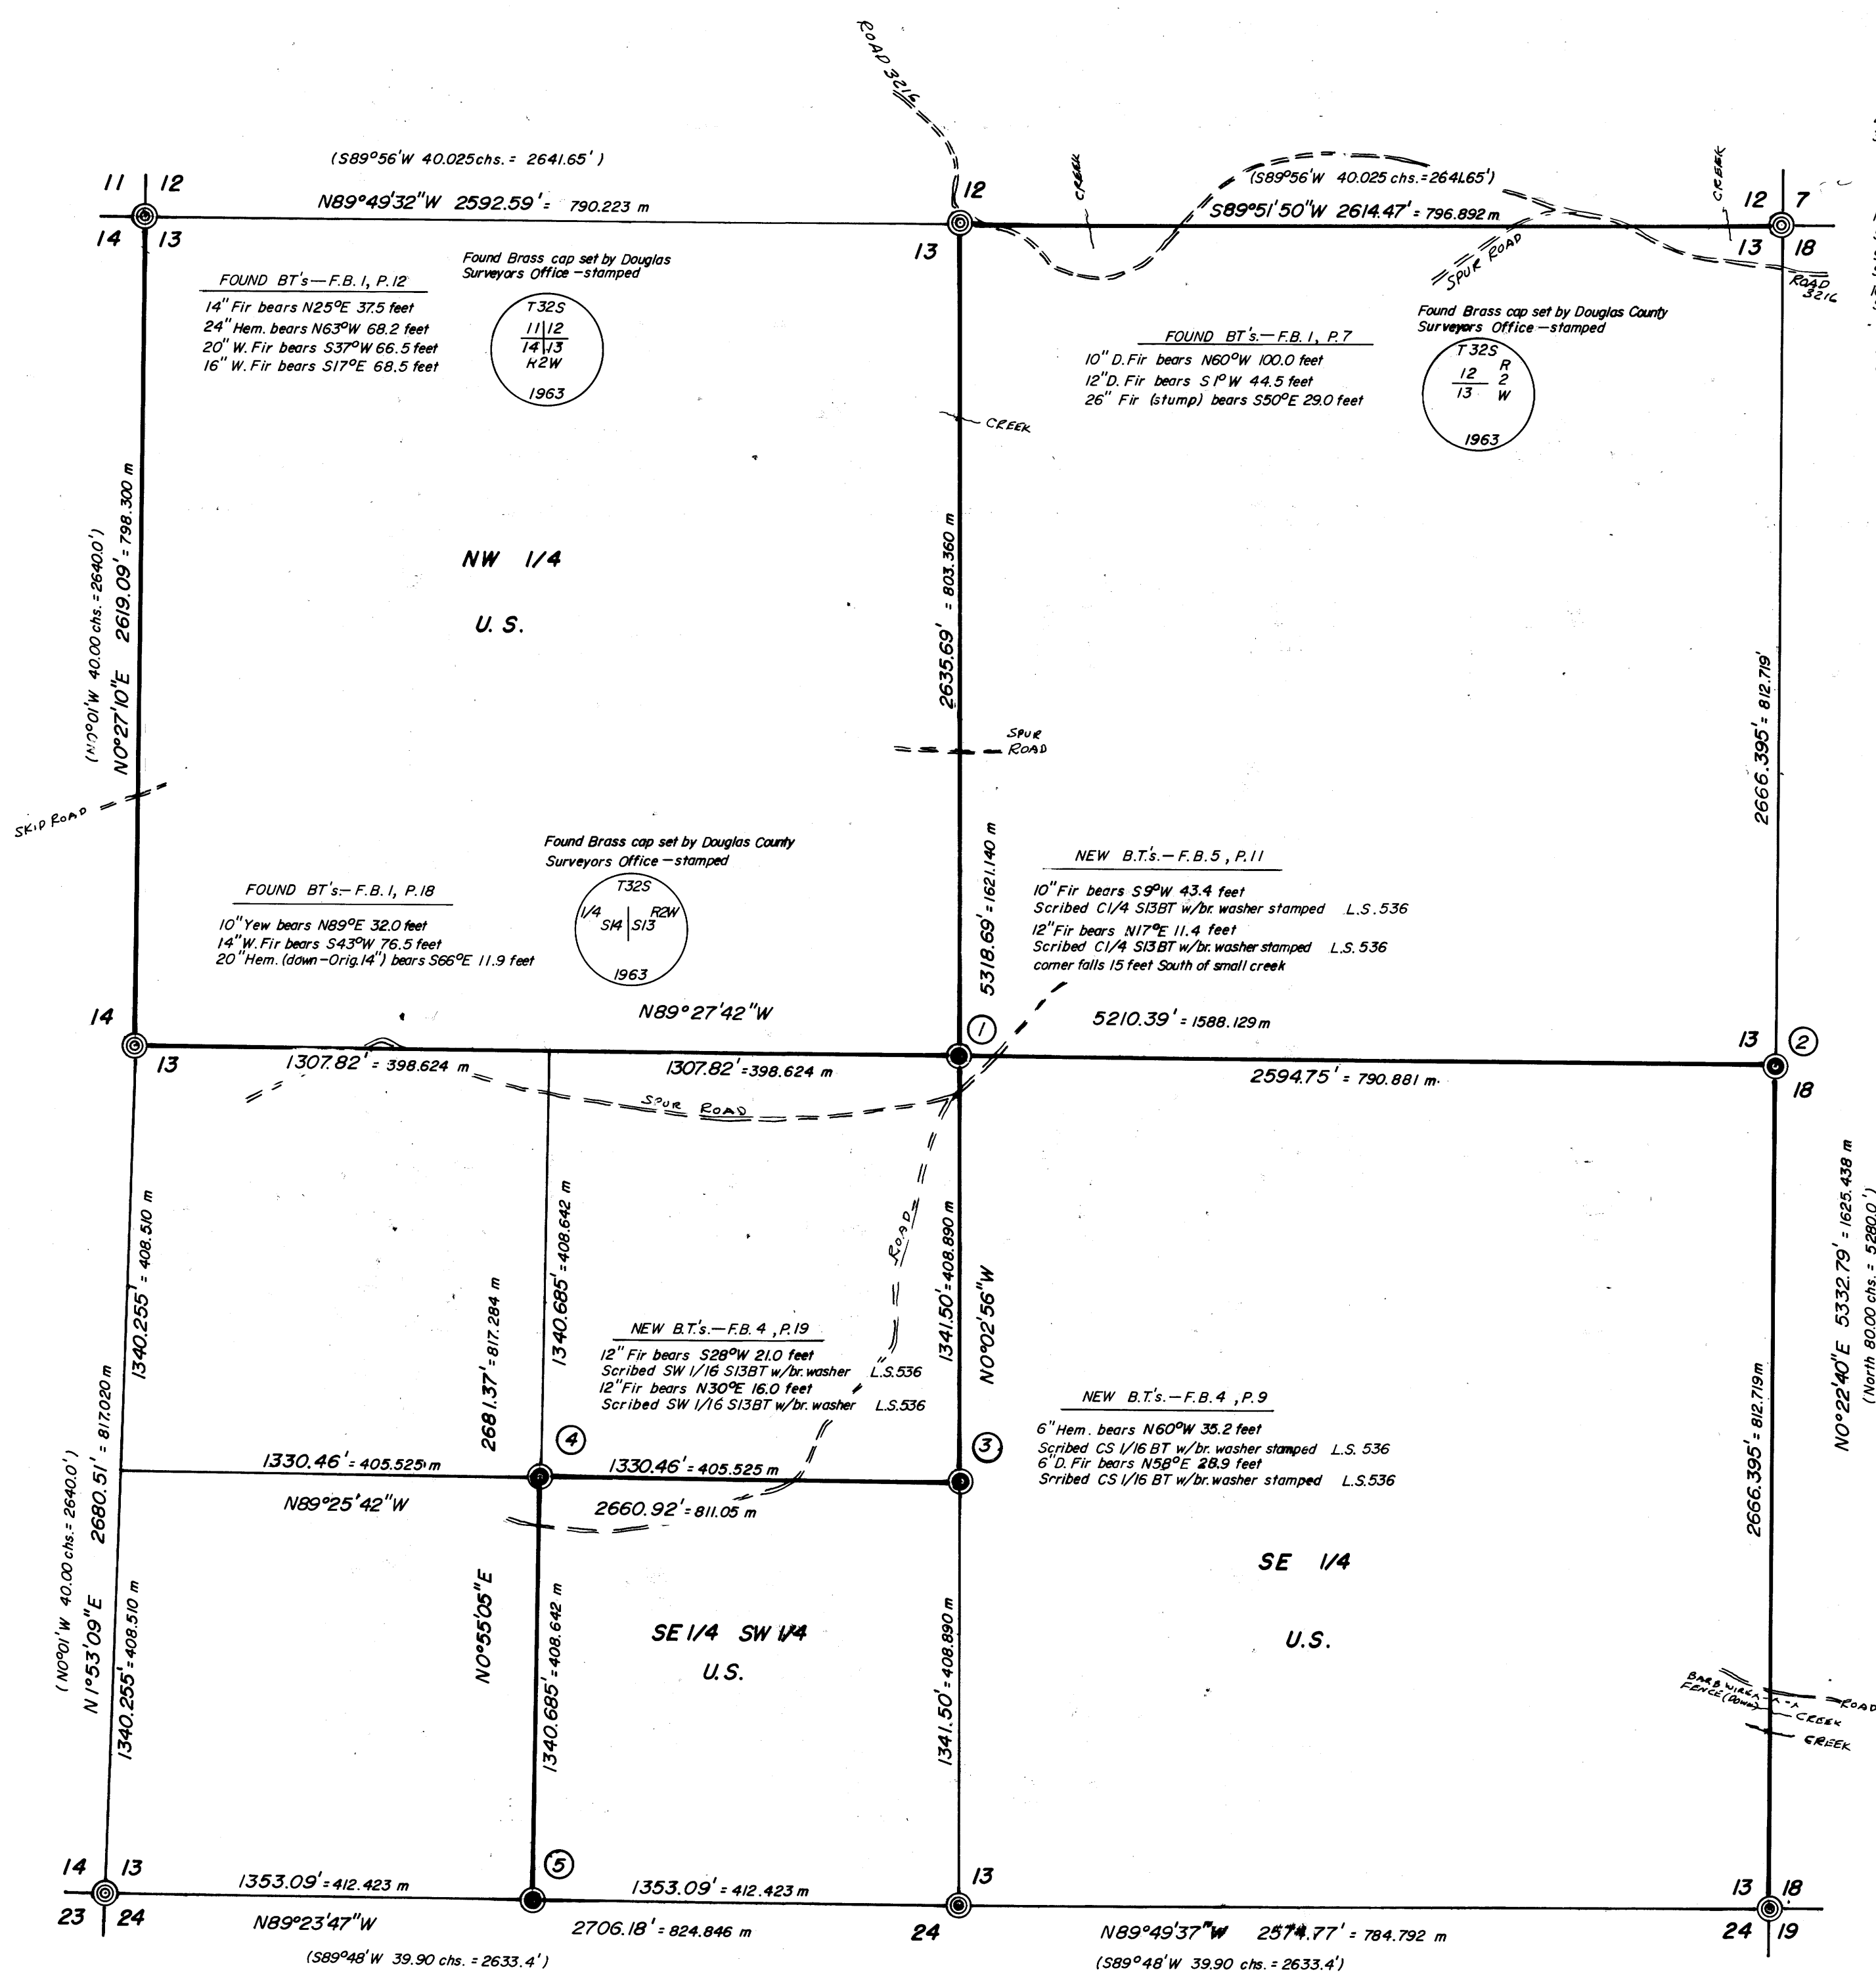 ROAD 3216
(S89°56'W 40.025chs. = 2641.65')
11 12
N89°49'32"W 2592.59' = 790.223 m
14 13
12
13
CREEK
(S89°56'W 40.025 chs. = 2641.65')
S89°51'50"W 2614.47' = 796.892 m
SPUR ROAD
CREEK
12 7
13 18
ROAD
3216
FOUND BT's — F.B. 1, P. 12
14" Fir bears N25°E 37.5 feet
24" Hem. bears N63°W 68.2 feet
20" W. Fir bears S37°W 66.5 feet
16" W. Fir bears S17°E 68.5 feet
Found Brass cap set by Douglas
Surveyors Office — stamped
T32S
11 12
14 13
R2W
1963
FOUND BT's. — F.B. 1, P. 7
10" D. Fir bears N60°W 100.0 feet
12" D. Fir bears S 1°W 44.5 feet
26" Fir (stump) bears S50°E 29.0 feet
Found Brass cap set by Douglas County
Surveyors Office — stamped
T 32S
12
13
R
2
W
1963
CREEK
(N0°01'W 40.00 chs. = 2640.0')
N0°27'10"E 2619.09' = 798.300 m
NW 1/4
U. S.
2635.69' = 803.360 m
SPUR
ROAD
2666.395' = 812.719'
SKID ROAD
Found Brass cap set by Douglas County
Surveyors Office — stamped
T32S
1/4 R2W
S14 S13
1963
FOUND BT's. — F.B. 1, P. 18
10" Yew bears N89°E 32.0 feet
14" W. Fir bears S43°W 76.5 feet
20" Hem. (down - Orig. 14") bears S66°E 11.9 feet
5318.69' = 1621.140 m
NEW B.T.'s. — F.B. 5, P. 11
10" Fir bears S9°W 43.4 feet
Scribed C1/4 S13BT w/br. washer stamped L.S. 536
12" Fir bears N17°E 11.4 feet
Scribed C1/4 S13BT w/br. washer stamped L.S. 536
corner falls 15 feet South of small creek
14
13
N89°27'42"W
1
5210.39' = 1588.129 m
13 2
18
1307.82' = 398.624 m
1307.82' = 398.624 m
2594.75' = 790.881 m.
SPUR ROAD
ROAD
1340.255' = 408.510 m
2681.37' = 817.284 m
1340.685' = 408.642 m
1341.50' = 408.890 m
N0°02'56"W
N0°22'40"E 5332.79' = 1625.438 m
(North 80.00 chs. = 5280.0')
2666.395' = 812.719 m
NEW B.T.'s. — F.B. 4, P. 19
12" Fir bears S28°W 21.0 feet
Scribed SW 1/16 S13BT w/br. washer L.S.536
12" Fir bears N30°E 16.0 feet
Scribed SW 1/16 S13BT w/br. washer L.S.536
NEW B.T.'s. — F.B. 4, P. 9
6" Hem. bears N60°W 35.2 feet
Scribed CS 1/16 BT w/br. washer stamped L.S. 536
6" D. Fir bears N58°E 28.9 feet
Srribed CS 1/16 BT w/br. washer stamped L.S.536
4
3
1330.46' = 405.525 m
1330.46' = 405.525 m
N89°25'42"W
2660.92' = 811.05 m
(N0°01'W 40.00 chs. = 2640.0')
N 1°53'09"E 2680.51' = 817.020 m
1340.255' = 408.510 m
N0°55'05"E
1340.685' = 408.642 m
SE 1/4 SW 1/4
U.S.
1341.50' = 408.890 m
SE 1/4
U.S.
BARB WIRE
FENCE (DOWN)
ROAD
CREEK
CREEK
14 13
23 24
5
13
24
13 18
24 19
1353.09' = 412.423 m
1353.09' = 412.423 m
N89°23'47"W
2706.18' = 824.846 m
N89°49'37"W 2574.77' = 784.792 m
(S89°48'W 39.90 chs. = 2633.4')
(S89°48'W 39.90 chs. = 2633.4')